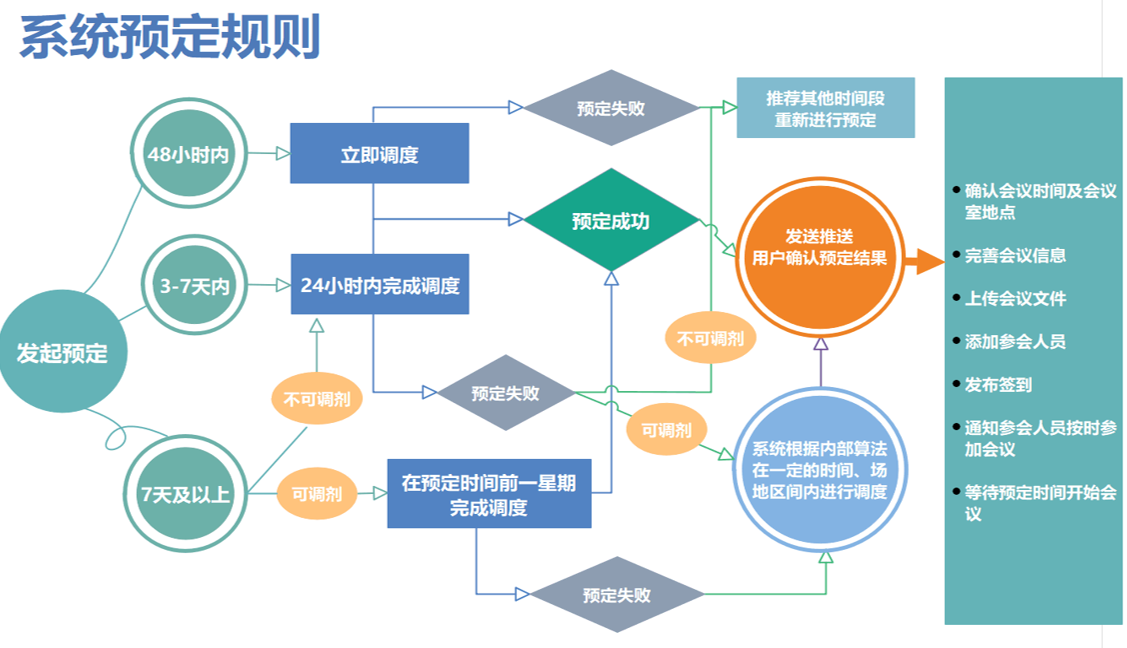 系统预定规则
预定失败
推荐其他时间段
重新进行预定
48小时内
立即调度
预定成功
发送推送
用户确认预定结果
3-7天内
24小时内完成调度
发起预定
不可调剂
不可调剂
预定失败
可调剂
系统根据内部算法
在一定的时间、场
地区间内进行调度
7天及以上
可调剂
在预定时间前一星期
完成调度
预定失败
确认会议时间及会议
室地点
完善会议信息
上传会议文件
添加参会人员
发布签到
通知参会人员按时参
加会议
等待预定时间开始会
议